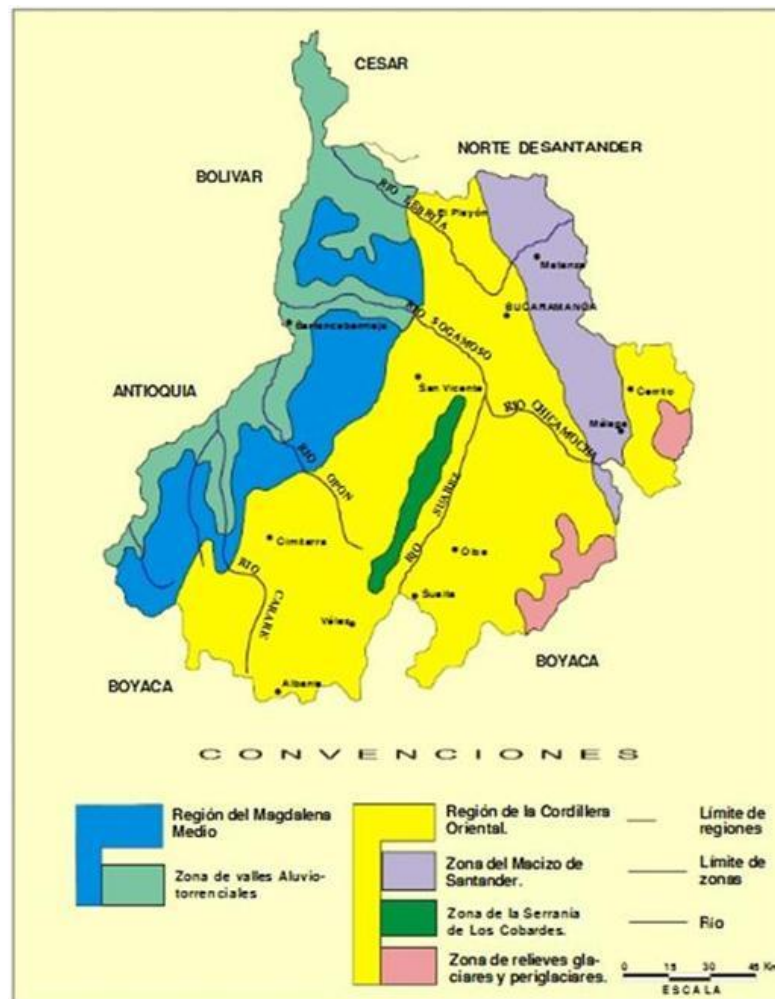 CESAR
NORTE DE SANTANDER
BOLIVAR
RIO LEBRIJA
El Playón
Matanza
BUCARAMANGA
Barrancabermeja
RIO SOGAMOSO
ANTIOQUIA
San Vicente
Cerrito
RIO CHICAMOCHA
Málaga
RIO OPON
RIO SUAREZ
Cimitarra
Oiba
RIO CARARE
Suaita
Vélez
BOYACA
BOYACA
Albania
CONVENCIONES
Región del Magdalena
Medio
Zona de valles Aluvio-
torrenciales
Región de la Cordillera
Oriental.
Zona del Macizo de
Santander.
Zona de la Serranía
de Los Cobardes.
Zona de relieves gla-
ciares y periglaciares.
Límite de
regiones
Límite de
zonas
Río
0 15 30 45 Km
ESCALA